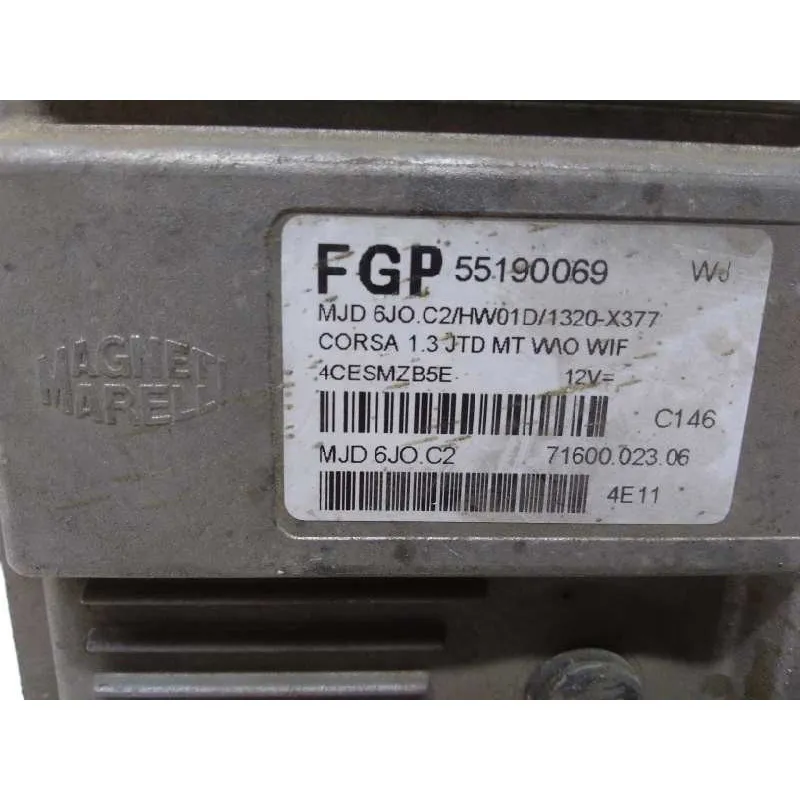 FGP 55190069 WJ
MJD 6JO.C2/HW01D/1320-X377
CORSA 1.3 JTD MT W\O WIF
4CESMZB5E 12V=
C146
MJD 6JO.C2 71600.023.06
4E11
MAGNETI
MARELLI